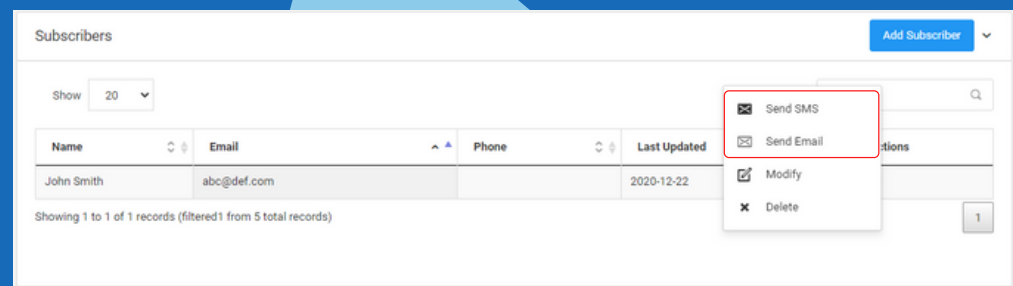 Subscribers
Add Subscriber
Show 20
Send SMS
Send Email
Name Email Phone Last Updated ctions
John Smith abc@def.com 2020-12-22
Modify
Delete
Showing 1 to 1 of 1 records (filtered1 from 5 total records)
1